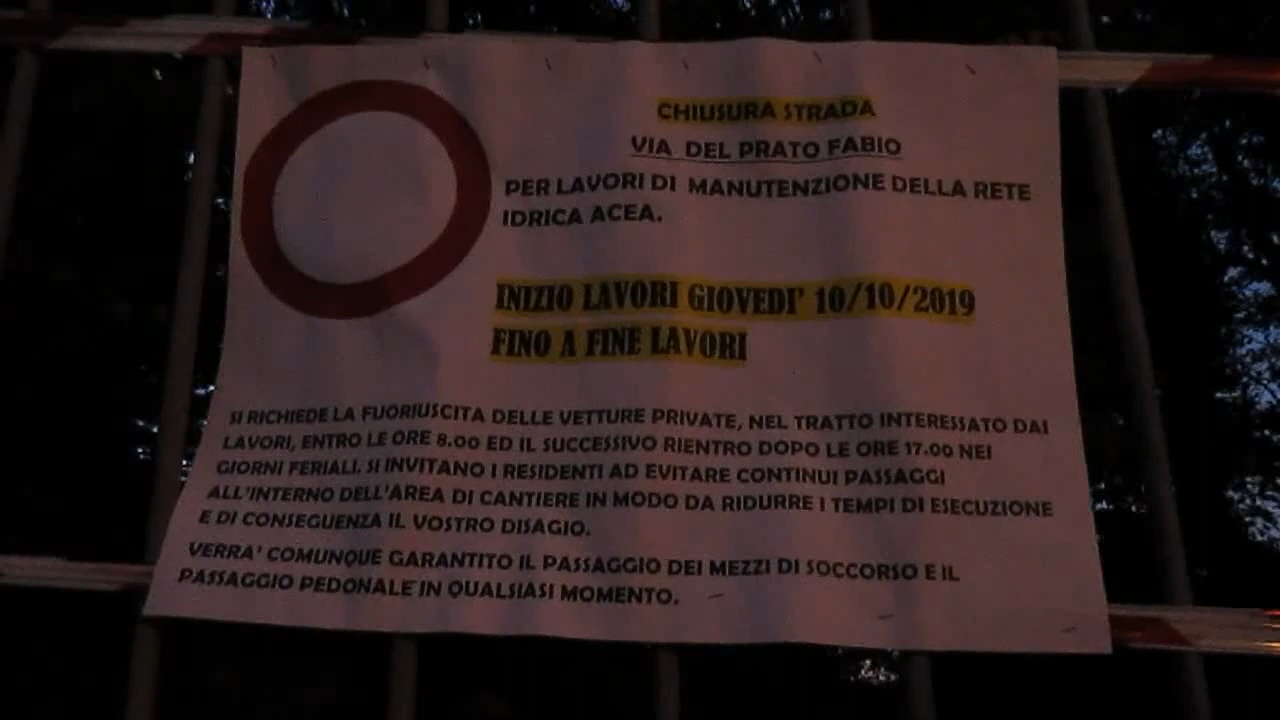 CHIUSURA STRADA
VIA DEL PRATO FABIO
PER LAVORI DI MANUTENZIONE DELLA RETE
IDRICA ACEA.
INIZIO LAVORI GIOVEDI' 10/10/2019
FINO A FINE LAVORI
SI RICHIEDE LA FUORIUSCITA DELLE VETTURE PRIVATE, NEL TRATTO INTERESSATO DAI
LAVORI, ENTRO LE ORE 8.00 ED IL SUCCESSIVO RIENTRO DOPO LE ORE 17.00 NEI
GIORNI FERIALI. SI INVITANO I RESIDENTI AD EVITARE CONTINUI PASSAGGI
ALL'INTERNO DELL'AREA DI CANTIERE IN MODO DA RIDURRE I TEMPI DI ESECUZIONE
E DI CONSEGUENZA IL VOSTRO DISAGIO.
VERRA' COMUNQUE GARANTITO IL PASSAGGIO DEI MEZZI DI SOCCORSO E IL
PASSAGGIO PEDONALE IN QUALSIASI MOMENTO.